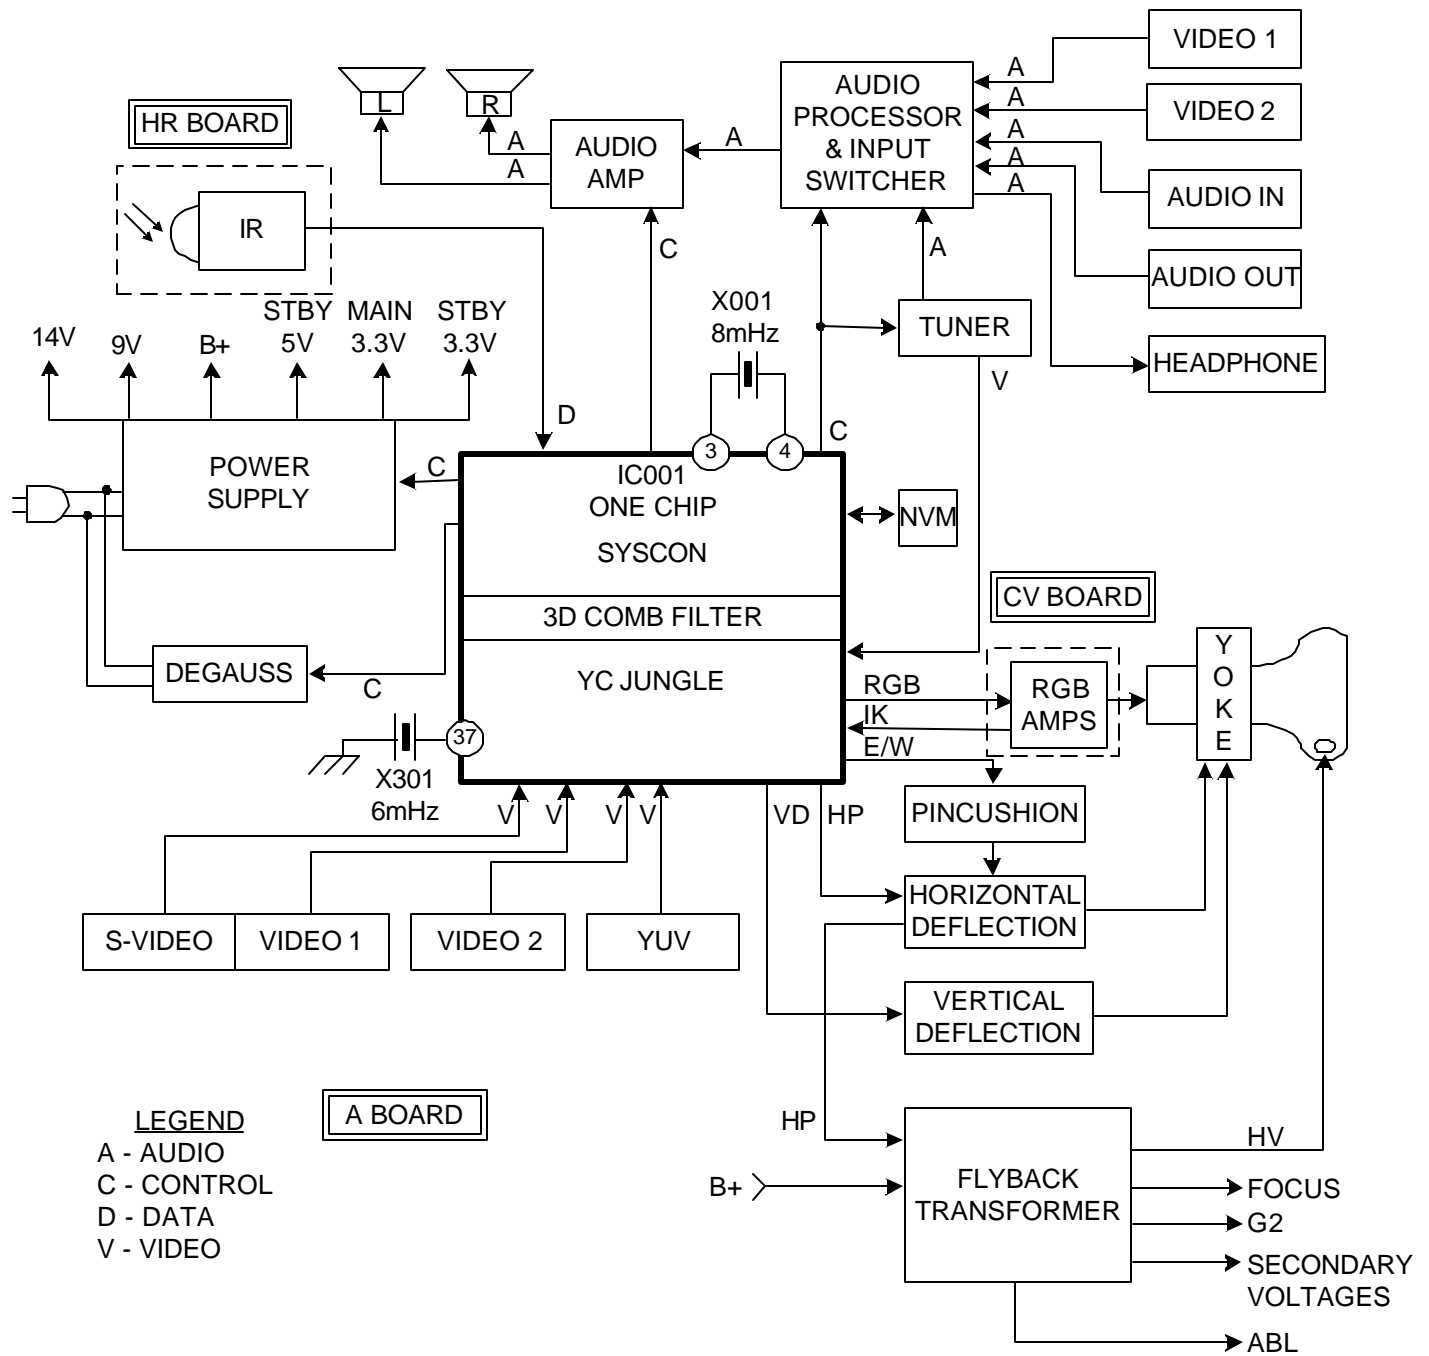 VIDEO 1
A
AUDIO
PROCESSOR
& INPUT
SWITCHER
A
VIDEO 2
A
A
A
AUDIO IN
AUDIO OUT
HEADPHONE
L
R
HR BOARD
A
A
AUDIO
AMP
A
IR
C
A
X001
8mHz
TUNER
V
14V
9V
B+
STBY
5V
MAIN
3.3V
STBY
3.3V
D
C
3
4
POWER
SUPPLY
C
IC001
ONE CHIP
SYSCON
NVM
3D COMB FILTER
CV BOARD
DEGAUSS
C
YC JUNGLE
RGB
IK
E/W
RGB
AMPS
Y
O
K
E
37
X301
6mHz
V
V
V
V
VD
HP
PINCUSHION
HORIZONTAL
DEFLECTION
S-VIDEO
VIDEO 1
VIDEO 2
YUV
VERTICAL
DEFLECTION
LEGEND
A - AUDIO
C - CONTROL
D - DATA
V - VIDEO
A BOARD
HP
B+
FLYBACK
TRANSFORMER
HV
FOCUS
G2
SECONDARY
VOLTAGES
ABL